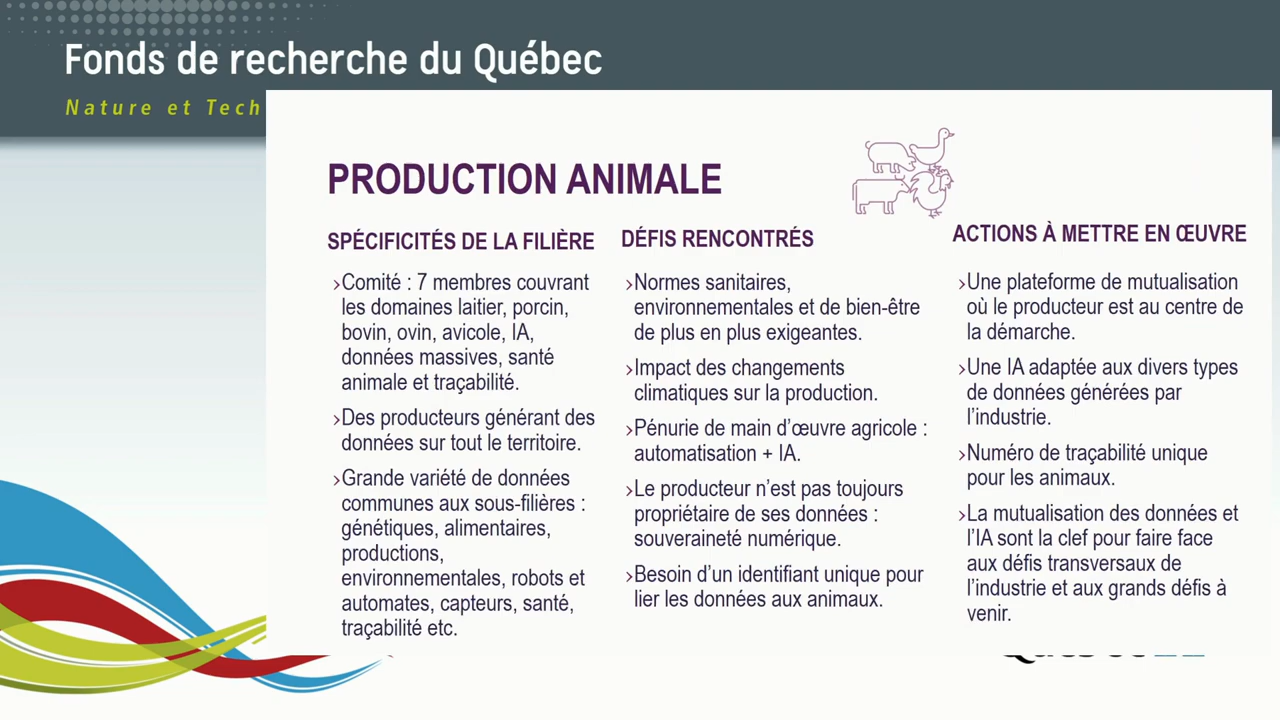 Fonds de recherche du Québec
Nature et Tech
PRODUCTION ANIMALE
SPÉCIFICITÉS DE LA FILIÈRE
›Comité : 7 membres couvrant
les domaines laitier, porcin,
bovin, ovin, avicole, IA,
données massives, santé
animale et traçabilité.
›Des producteurs générant des
données sur tout le territoire.
›Grande variété de données
communes aux sous-filières :
génétiques, alimentaires,
productions,
environnementales, robots et
automates, capteurs, santé,
traçabilité etc.
DÉFIS RENCONTRÉS
›Normes sanitaires,
environnementales et de bien-être
de plus en plus exigeantes.
›Impact des changements
climatiques sur la production.
›Pénurie de main d’œuvre agricole :
automatisation + IA.
›Le producteur n’est pas toujours
propriétaire de ses données :
souveraineté numérique.
›Besoin d’un identifiant unique pour
lier les données aux animaux.
ACTIONS À METTRE EN ŒUVRE
›Une plateforme de mutualisation
où le producteur est au centre de
la démarche.
›Une IA adaptée aux divers types
de données générées par
l’industrie.
›Numéro de traçabilité unique
pour les animaux.
›La mutualisation des données et
l’IA sont la clef pour faire face
aux défis transversaux de
l’industrie et aux grands défis à
venir.